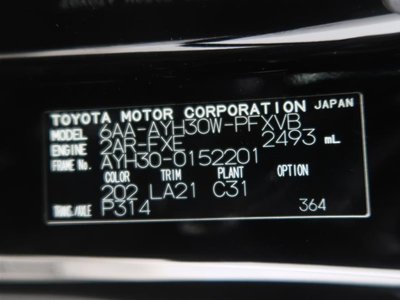 TOYOTA MOTOR CORPORATION JAPAN
MODEL 6AA-AYH30W-PFXVB
ENGINE 2AR-FXE 2493 mL
FRAME No. AYH30-0152201
COLOR TRIM PLANT OPTION
202 LA21 C31
TRANS/AXLE P314 364